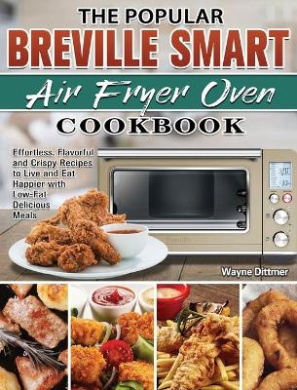 THE POPULAR
BREVILLE SMART
Air Fryer Oven
COOKBOOK
Effortless, Flavorful
and Crispy Recipes
to Live and Eat
Happier with
Low-Fat
Delicious
Meals
Wayne Dittmer